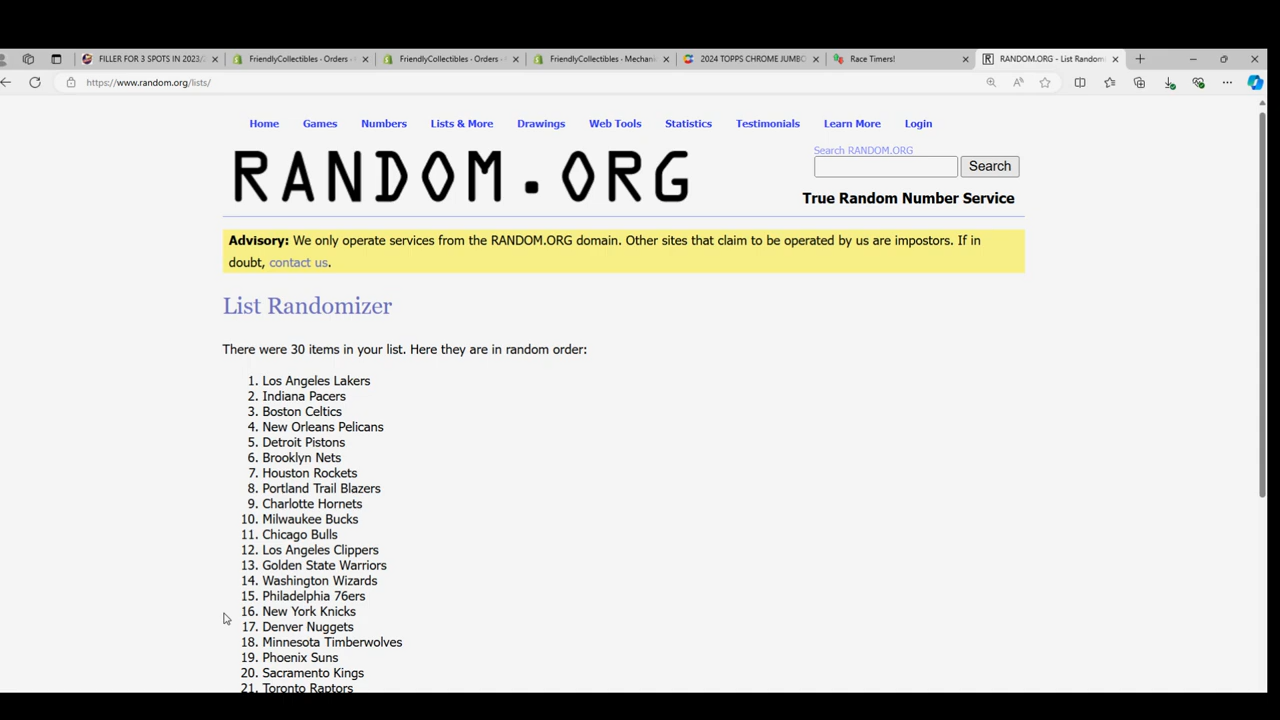 FILLER FOR 3 SPOTS IN 2023/
FriendlyCollectibles - Orders -
FriendlyCollectibles - Orders -
FriendlyCollectibles - Mechani
2024 TOPPS CHROME JUMBO
Race Timers!
RANDOM.ORG - List Random
https://www.random.org/lists/
Home Games Numbers Lists & More Drawings Web Tools Statistics Testimonials Learn More Login
RANDOM.ORG
Search RANDOM.ORG
Search
True Random Number Service
Advisory: We only operate services from the RANDOM.ORG domain. Other sites that claim to be operated by us are impostors. If in
doubt, contact us.
List Randomizer
There were 30 items in your list. Here they are in random order:
1. Los Angeles Lakers
2. Indiana Pacers
3. Boston Celtics
4. New Orleans Pelicans
5. Detroit Pistons
6. Brooklyn Nets
7. Houston Rockets
8. Portland Trail Blazers
9. Charlotte Hornets
10. Milwaukee Bucks
11. Chicago Bulls
12. Los Angeles Clippers
13. Golden State Warriors
14. Washington Wizards
15. Philadelphia 76ers
16. New York Knicks
17. Denver Nuggets
18. Minnesota Timberwolves
19. Phoenix Suns
20. Sacramento Kings
21. Toronto Raptors